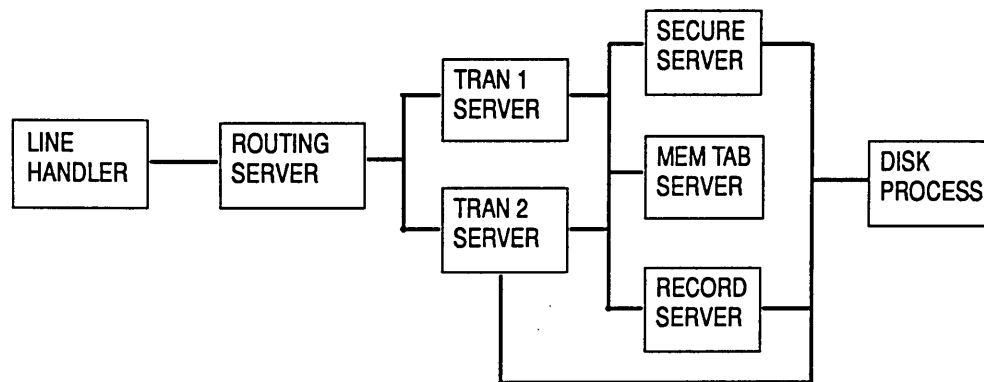 LINE
HANDLER
ROUTING
SERVER
TRAN 1
SERVER
TRAN 2
SERVER
SECURE
SERVER
MEM TAB
SERVER
RECORD
SERVER
DISK
PROCESS